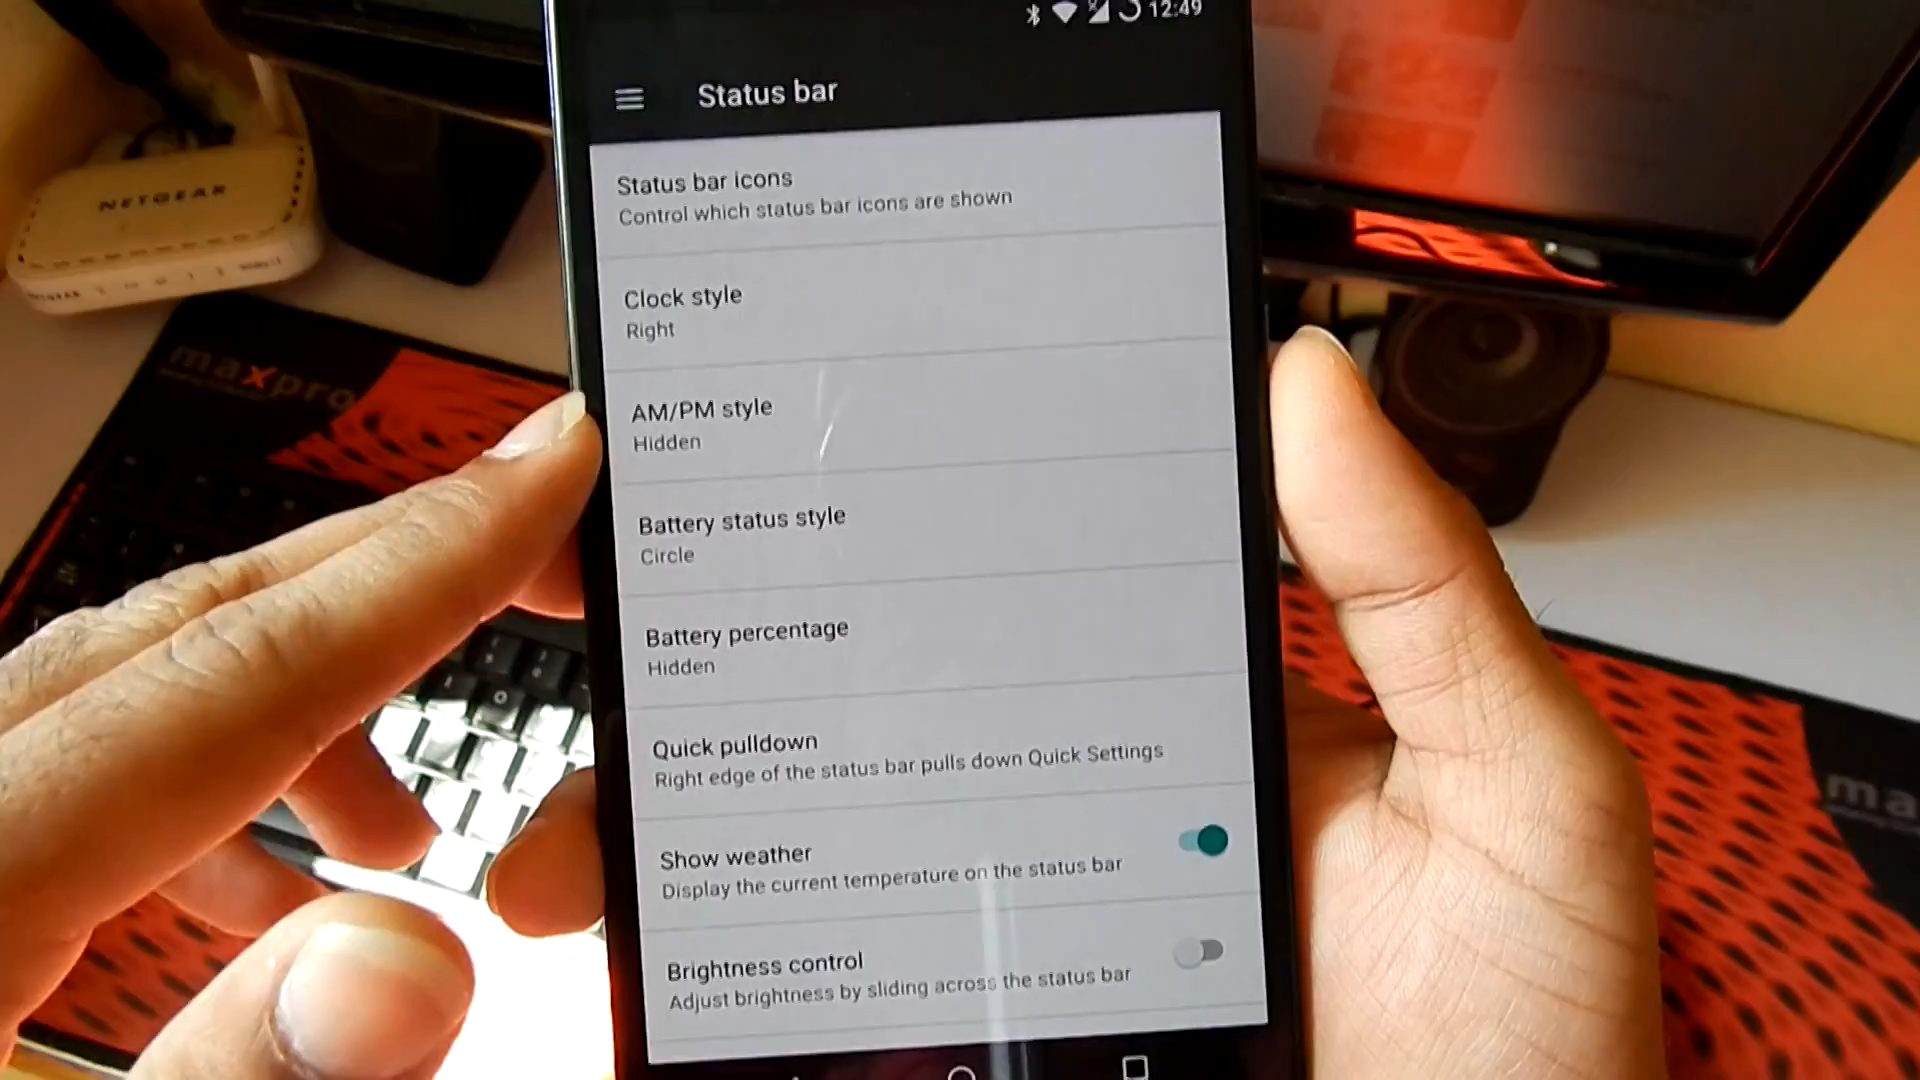 12:49
Status bar
Status bar icons
Control which status bar icons are shown
Clock style
Right
AM/PM style
Hidden
Battery status style
Circle
Battery percentage
Hidden
Quick pulldown
Right edge of the status bar pulls down Quick Settings
Show weather
Display the current temperature on the status bar
Brightness control
Adjust brightness by sliding across the status bar
NETGEAR
NETGEAR
maxpro
ma